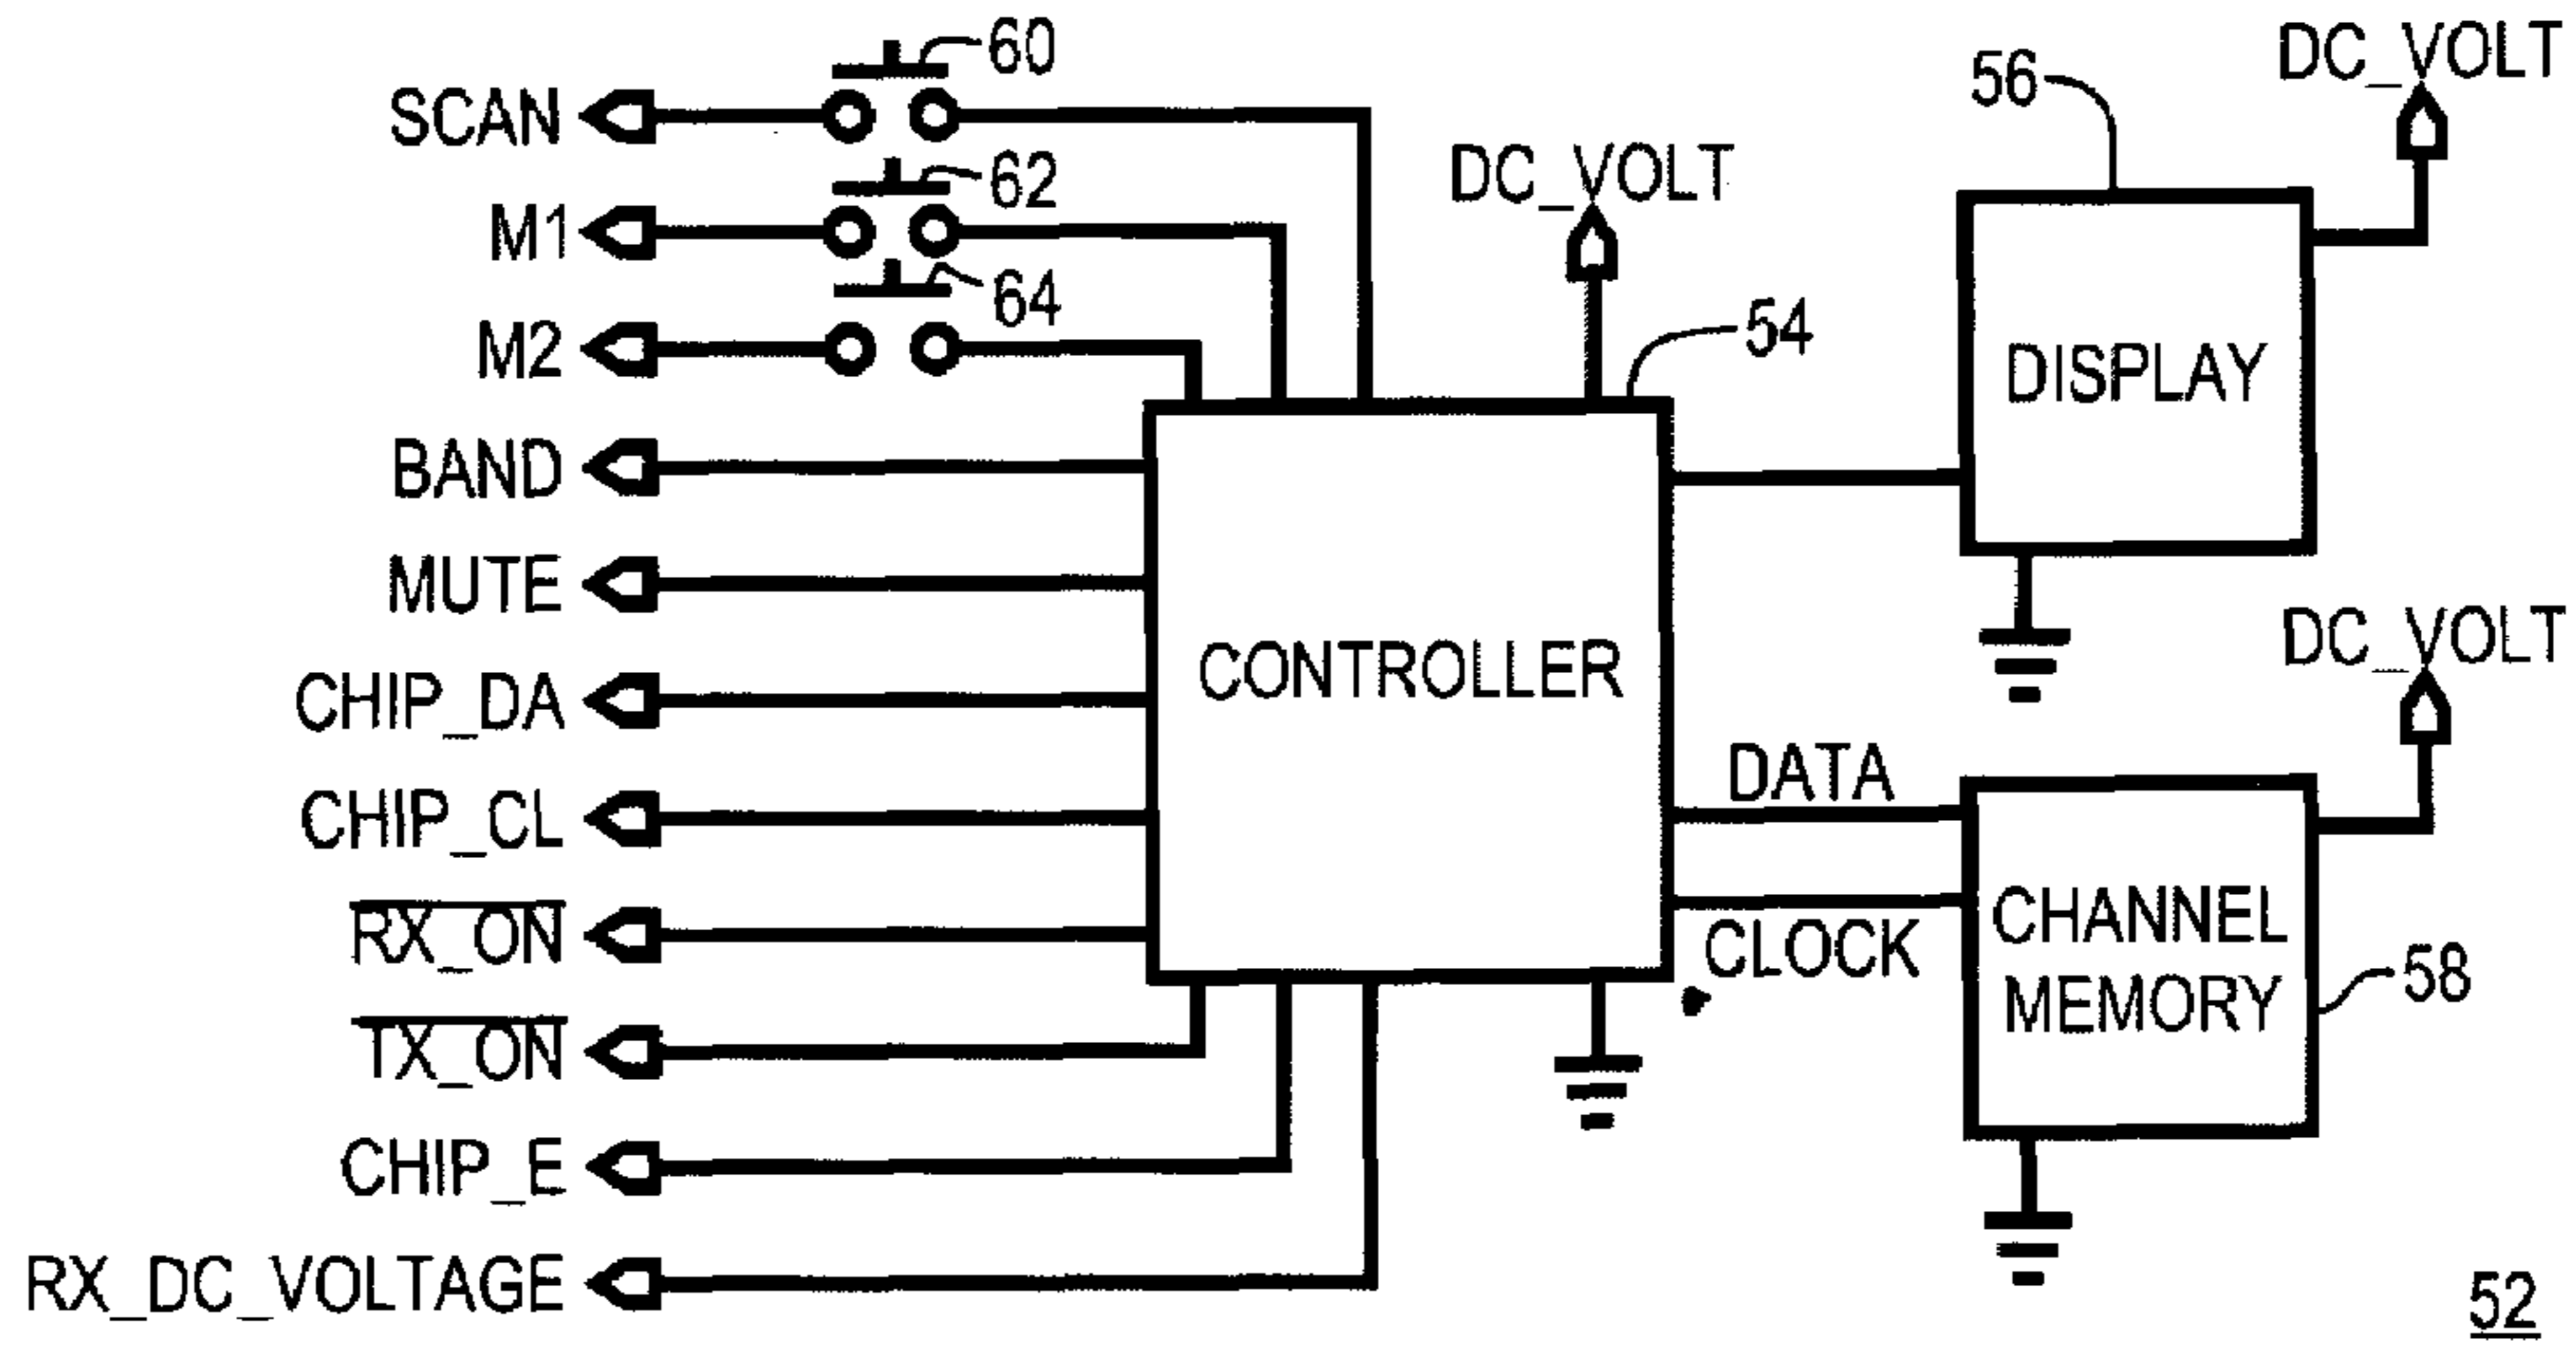 SCAN
60
M1
62
M2
64
BAND
MUTE
CHIP_DA
CHIP_CL
RX_ON
TX_ON
CHIP_E
RX_DC_VOLTAGE
DC_VOLT
54
CONTROLLER
56
DC_VOLT
DISPLAY
DATA
CLOCK
DC_VOLT
CHANNEL
MEMORY
58
52